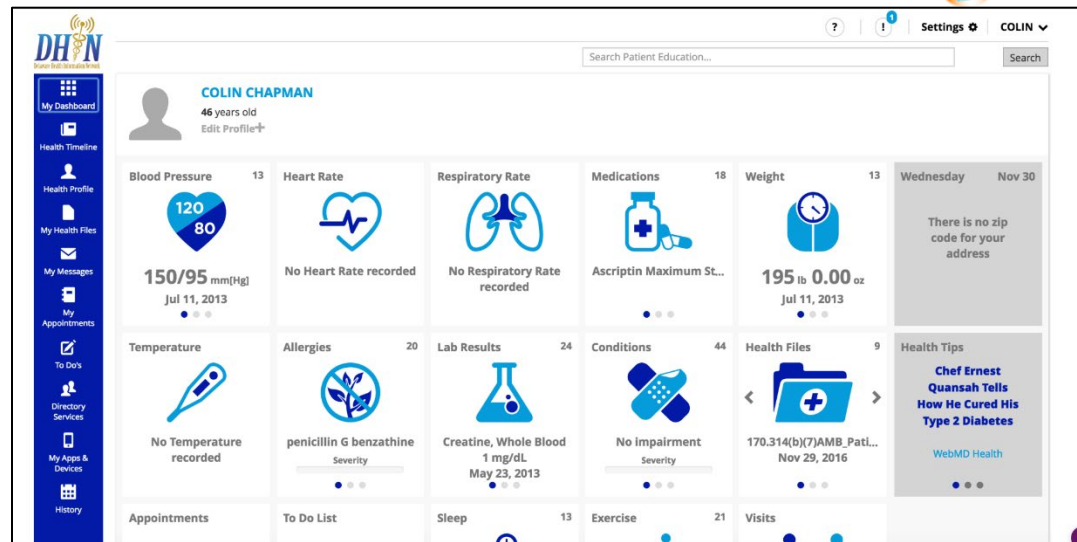 ? ! 1 Settings COLIN
DHIN
Delaware Health Information Network
Search Patient Education... Search
My Dashboard
Health Timeline
Health Profile
My Health Files
My Messages
My
Appointments
To Do's
Directory
Services
My Apps &
Devices
History
COLIN CHAPMAN
46 years old
Edit Profile+
Blood Pressure 13
120
80
150/95 mm[Hg]
Jul 11, 2013
Heart Rate
No Heart Rate recorded
Respiratory Rate
No Respiratory Rate
recorded
Medications 18
Ascriptin Maximum St...
Weight 13
195 lb 0.00 oz
Jul 11, 2013
Wednesday Nov 30
There is no zip
code for your
address
Temperature
No Temperature
recorded
Allergies 20
penicillin G benzathine
Severity
Lab Results 24
Creatine, Whole Blood
1 mg/dL
May 23, 2013
Conditions 44
No impairment
Severity
Health Files 9
170.314(b)(7)AMB_Pati...
Nov 29, 2016
Health Tips
Chef Ernest
Quansah Tells
How He Cured His
Type 2 Diabetes
WebMD Health
Appointments
To Do List
Sleep 13
Exercise 21
Visits